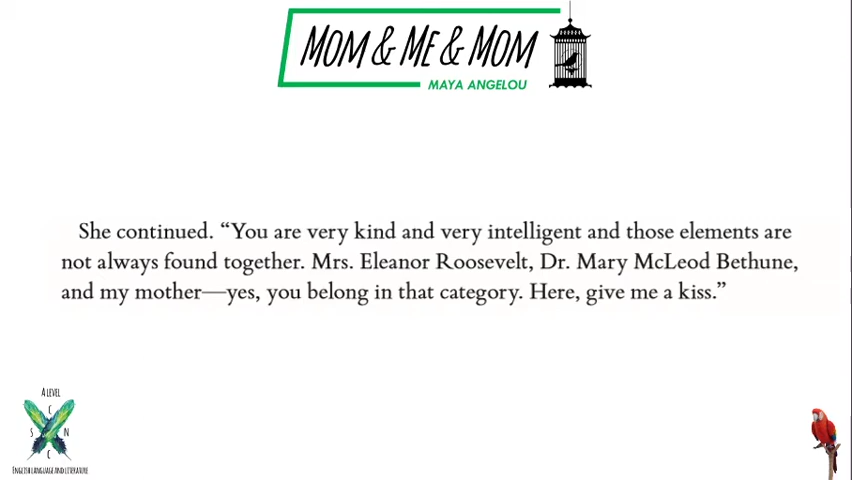 MOM & ME & MOM
MAYA ANGELOU
She continued. “You are very kind and very intelligent and those elements are
not always found together. Mrs. Eleanor Roosevelt, Dr. Mary McLeod Bethune,
and my mother—yes, you belong in that category. Here, give me a kiss.”
A LEVEL
C
S N
C
ENGLISH LANGUAGE AND LITERATURE